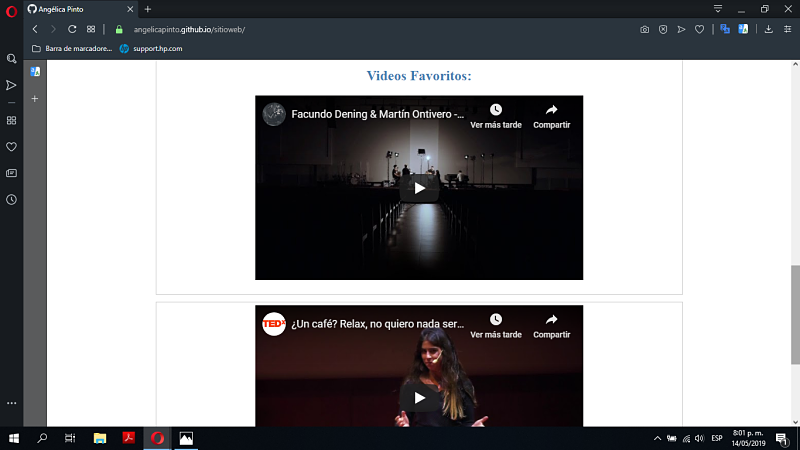 Angélica Pinto
angelicapinto.github.io/sitioweb/
Barra de marcadore... support.hp.com
Videos Favoritos:
Facundo Dening & Martín Ontivero -...
Ver más tarde
Compartir
TEDx
¿Un café? Relax, no quiero nada ser...
Ver más tarde
Compartir
ESP
8:01 p. m.
14/05/2019
1